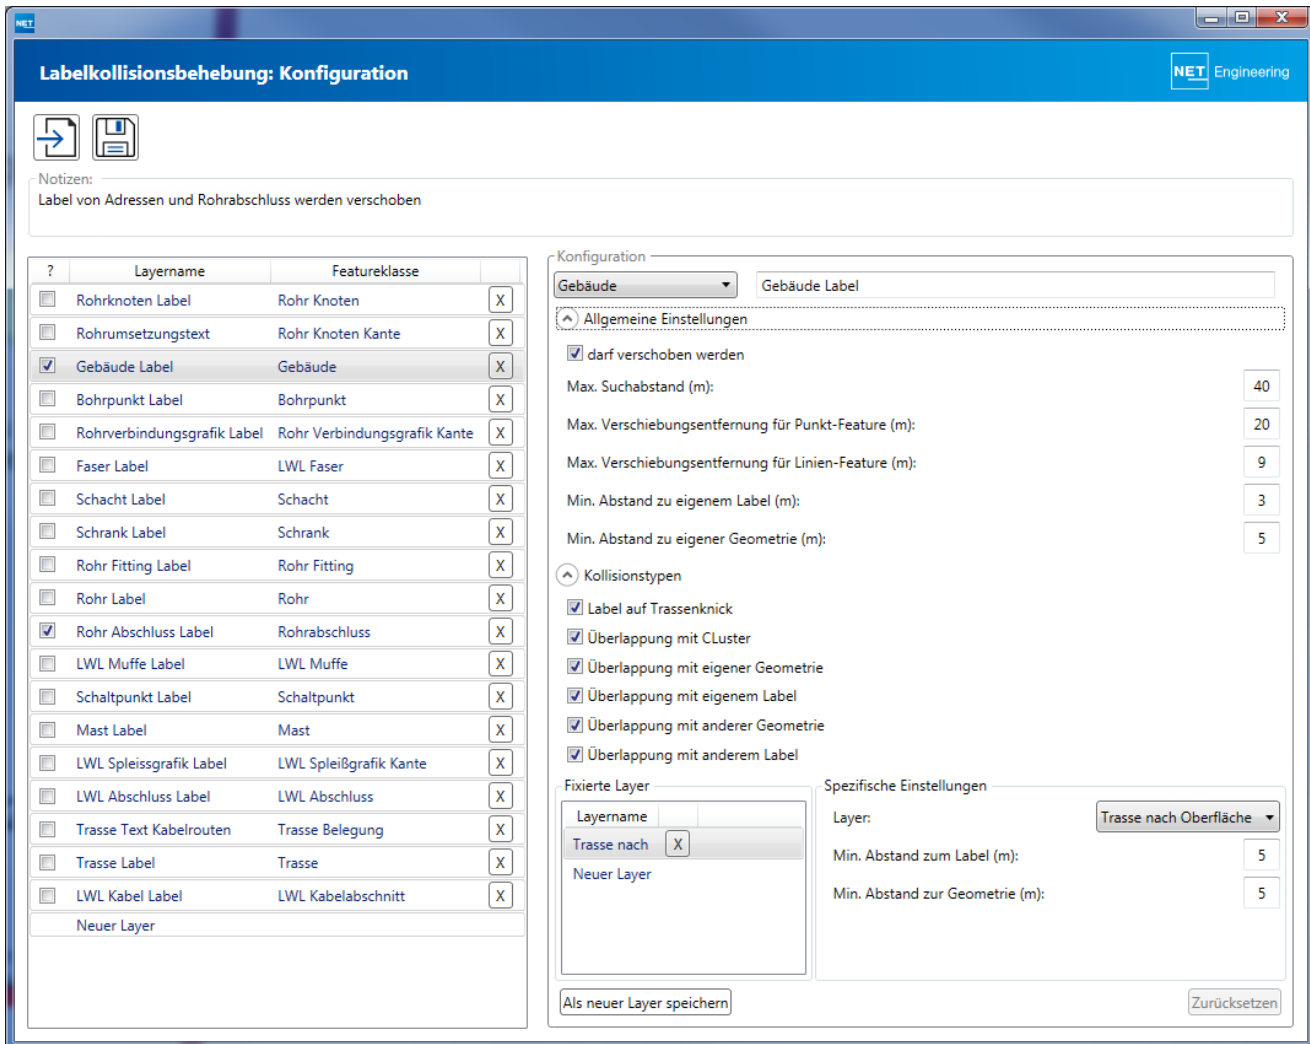 NET
Labelkollisionsbehebung: Konfiguration
NET Engineering
Notizen:
Label von Adressen und Rohrabschluss werden verschoben
? Layername Featureklasse
Rohrknoten Label Rohr Knoten X
Rohrumsetzungstext Rohr Knoten Kante X
Gebäude Label Gebäude X
Bohrpunkt Label Bohrpunkt X
Rohrverbindungsgrafik Label Rohr Verbindungsgrafik Kante X
Faser Label LWL Faser X
Schacht Label Schacht X
Schrank Label Schrank X
Rohr Fitting Label Rohr Fitting X
Rohr Label Rohr X
Rohr Abschluss Label Rohrabschluss X
LWL Muffe Label LWL Muffe X
Schaltpunkt Label Schaltpunkt X
Mast Label Mast X
LWL Spleissgrafik Label LWL Spleißgrafik Kante X
LWL Abschluss Label LWL Abschluss X
Trasse Text Kabelrouten Trasse Belegung X
Trasse Label Trasse X
LWL Kabel Label LWL Kabelabschnitt X
Neuer Layer
Konfiguration
Gebäude Gebäude Label
Allgemeine Einstellungen
darf verschoben werden
Max. Suchabstand (m): 40
Max. Verschiebungsentfernung für Punkt-Feature (m): 20
Max. Verschiebungsentfernung für Linien-Feature (m): 9
Min. Abstand zu eigenem Label (m): 3
Min. Abstand zu eigener Geometrie (m): 5
Kollisionstypen
Label auf Trassenknick
Überlappung mit CLuster
Überlappung mit eigener Geometrie
Überlappung mit eigenem Label
Überlappung mit anderer Geometrie
Überlappung mit anderem Label
Fixierte Layer
Layername
Trasse nach X
Neuer Layer
Spezifische Einstellungen
Layer: Trasse nach Oberfläche
Min. Abstand zum Label (m): 5
Min. Abstand zur Geometrie (m): 5
Als neuer Layer speichern
Zurücksetzen